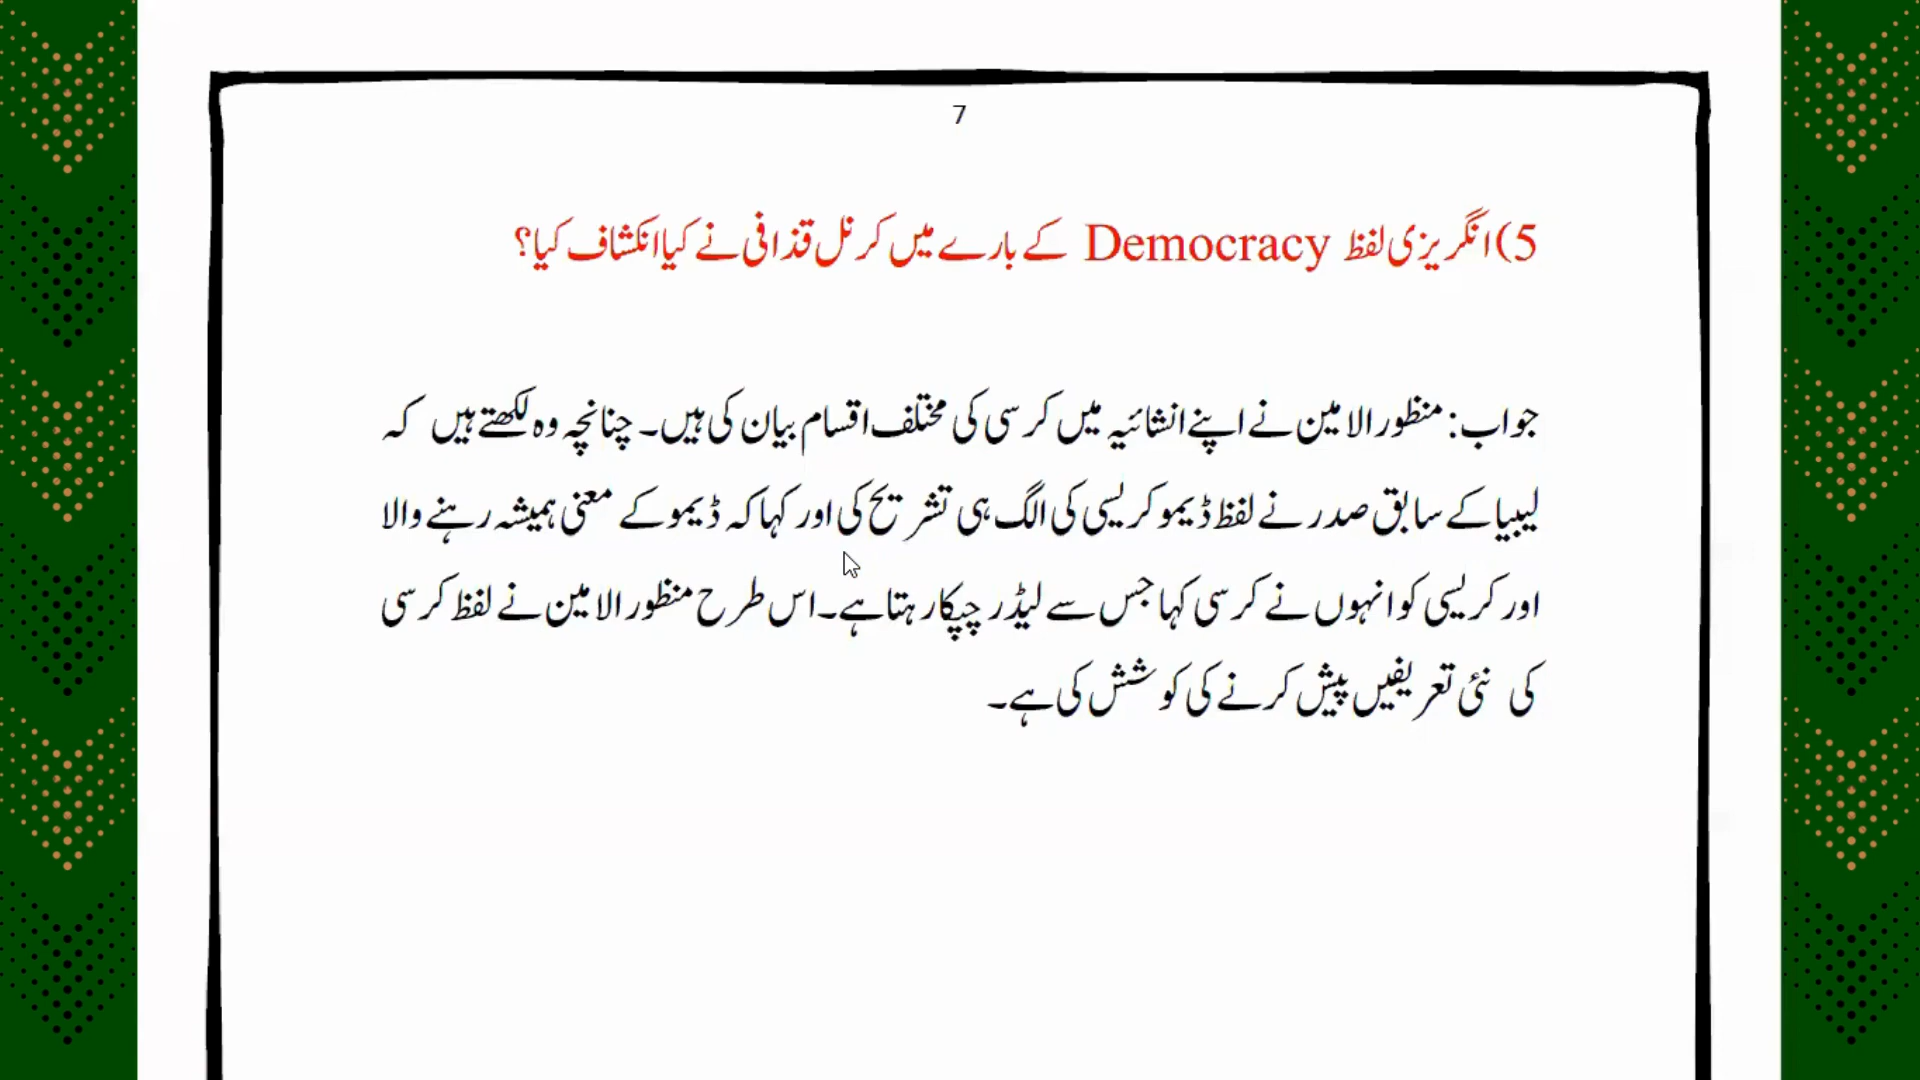 7
5) انگریزی لفظ Democracy کے بارے میں کرنل قذافی نے کیا انکشاف کیا؟
جواب: منظور الامین نے اپنے انشائیہ میں کرسی کی مختلف اقسام بیان کی ہیں۔ چنانچہ وہ لکھتے ہیں کہ
لیبیا کے سابق صدر نے لفظ ڈیموکریسی کی الگ ہی تشریح کی اور کہا کہ ڈیمو کے معنی ہمیشہ رہنے والا
اور کریسی کو انہوں نے کرسی کہا جس سے لیڈر چپکا رہتا ہے۔ اس طرح منظور الامین نے لفظ کرسی
کی نئی تعریفیں پیش کرنے کی کوشش کی ہے۔